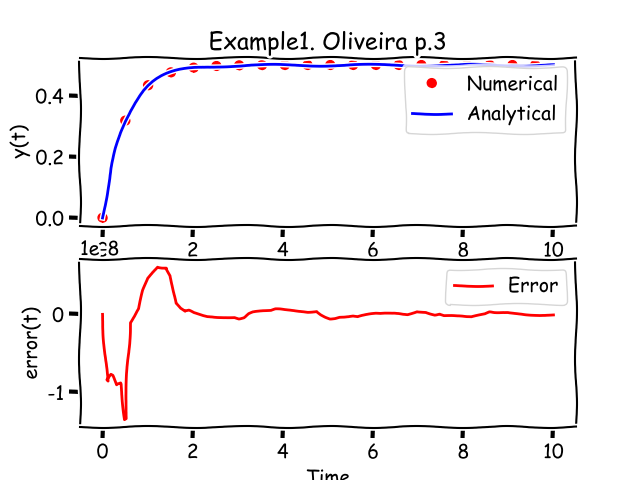 Example1. Oliveira p.3
y(t)
0.4
0.2
0.0
Numerical
Analytical
2 4 6 8 10
error(t)
0
-1
Error
0 2 4 6 8 10
Time